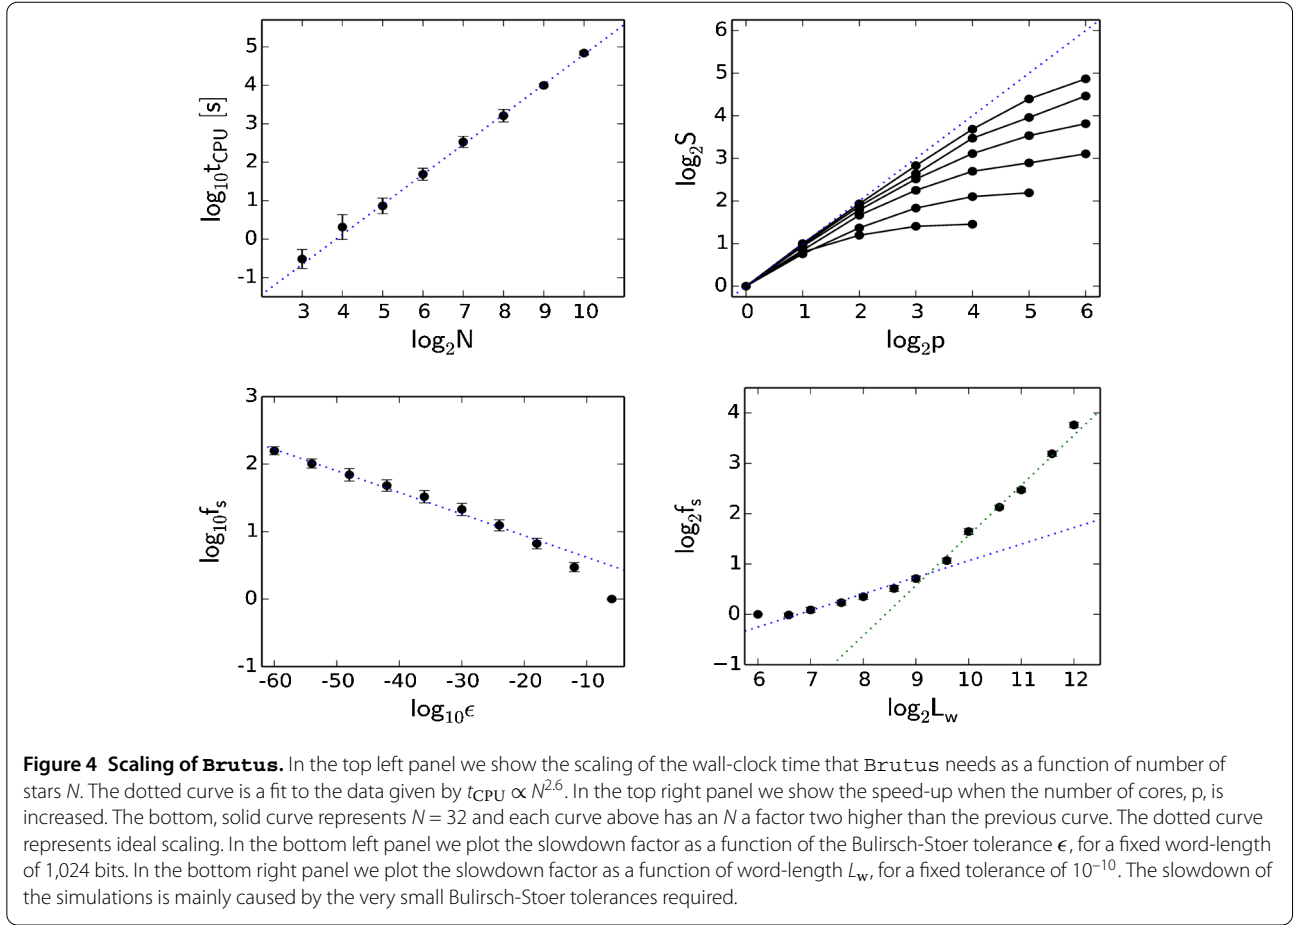 5
4
3
2
1
0
-1
log₁₀t_CPU [s]
3 4 5 6 7 8 9 10
log₂N
6
5
4
3
2
1
0
log₂S
0 1 2 3 4 5 6
log₂p
3
2
1
0
-1
log₁₀f_s
-60 -50 -40 -30 -20 -10
log₁₀ϵ
4
3
2
1
0
−1
log₂f_s
6 7 8 9 10 11 12
log₂L_w
Figure 4 Scaling of Brutus. In the top left panel we show the scaling of the wall-clock time that Brutus needs as a function of number of
stars N. The dotted curve is a fit to the data given by t_CPU ∝ N^2.6. In the top right panel we show the speed-up when the number of cores, p, is
increased. The bottom, solid curve represents N = 32 and each curve above has an N a factor two higher than the previous curve. The dotted curve
represents ideal scaling. In the bottom left panel we plot the slowdown factor as a function of the Bulirsch-Stoer tolerance ϵ, for a fixed word-length
of 1,024 bits. In the bottom right panel we plot the slowdown factor as a function of word-length L_w, for a fixed tolerance of 10^−10. The slowdown of
the simulations is mainly caused by the very small Bulirsch-Stoer tolerances required.